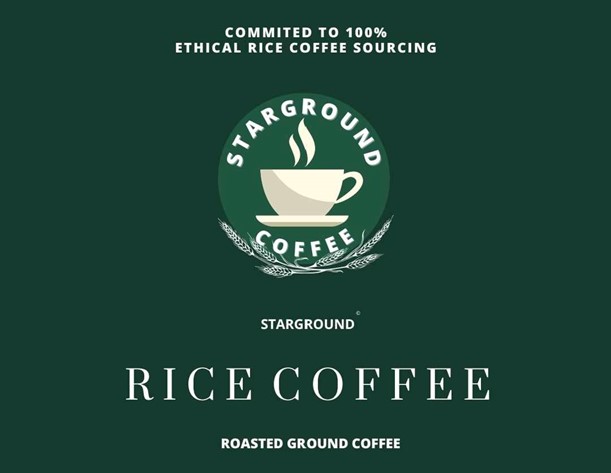 COMMITED TO 100%
ETHICAL RICE COFFEE SOURCING
STARGROUND
COFFEE
STARGROUND ©
RICE COFFEE
ROASTED GROUND COFFEE